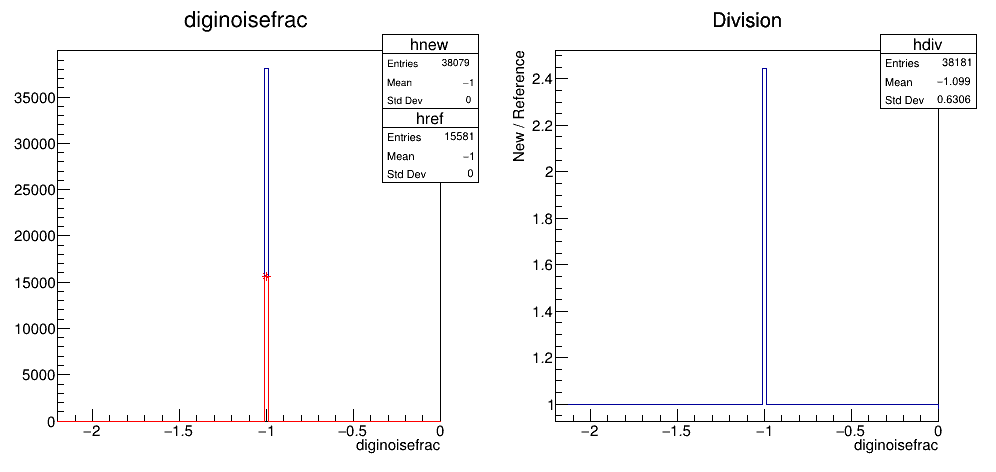 diginoisefrac
hnew
Entries 38079
Mean −1
Std Dev 0
href
Entries 15581
Mean −1
Std Dev 0
35000
30000
25000
20000
15000
10000
5000
0
−2 −1.5 −1 −0.5 0
diginoisefrac
Division
hdiv
Entries 38181
Mean −1.099
Std Dev 0.6306
New / Reference
2.4
2.2
2
1.8
1.6
1.4
1.2
1
−2 −1.5 −1 −0.5 0
diginoisefrac